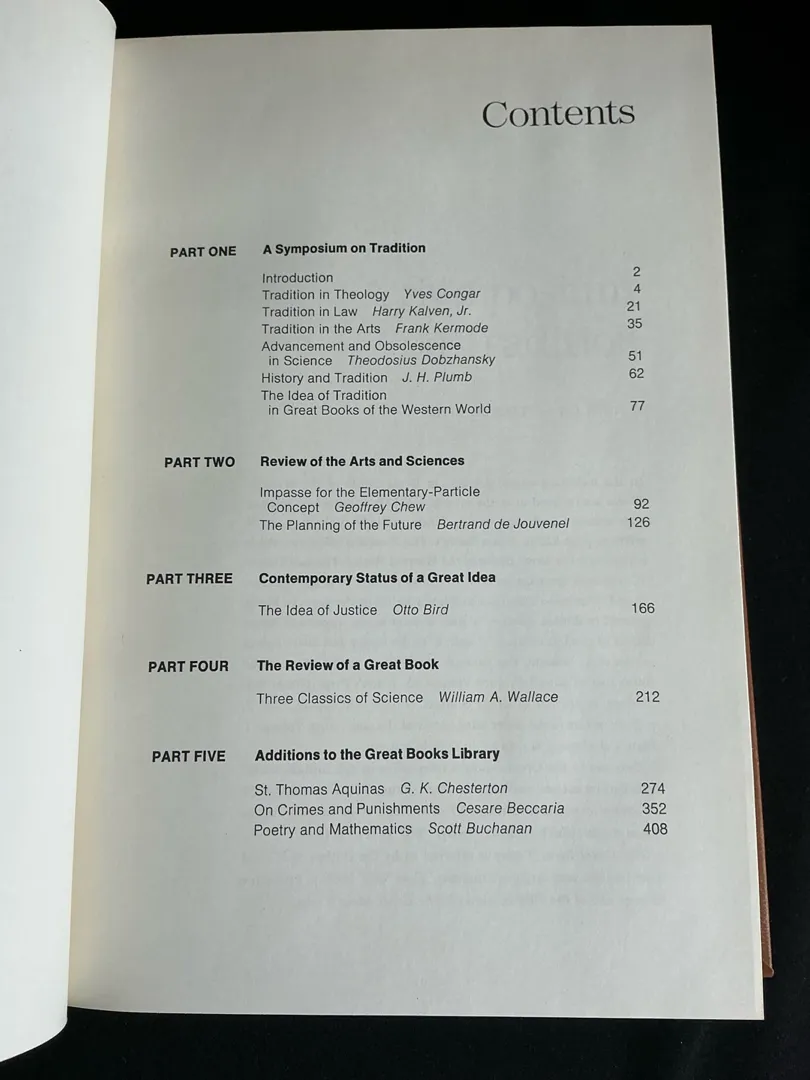 Contents
PART ONE A Symposium on Tradition
Introduction 2
Tradition in Theology Yves Congar 4
Tradition in Law Harry Kalven, Jr. 21
Tradition in the Arts Frank Kermode 35
Advancement and Obsolescence
in Science Theodosius Dobzhansky 51
History and Tradition J. H. Plumb 62
The Idea of Tradition
in Great Books of the Western World 77
PART TWO Review of the Arts and Sciences
Impasse for the Elementary-Particle
Concept Geoffrey Chew 92
The Planning of the Future Bertrand de Jouvenel 126
PART THREE Contemporary Status of a Great Idea
The Idea of Justice Otto Bird 166
PART FOUR The Review of a Great Book
Three Classics of Science William A. Wallace 212
PART FIVE Additions to the Great Books Library
St. Thomas Aquinas G. K. Chesterton 274
On Crimes and Punishments Cesare Beccaria 352
Poetry and Mathematics Scott Buchanan 408